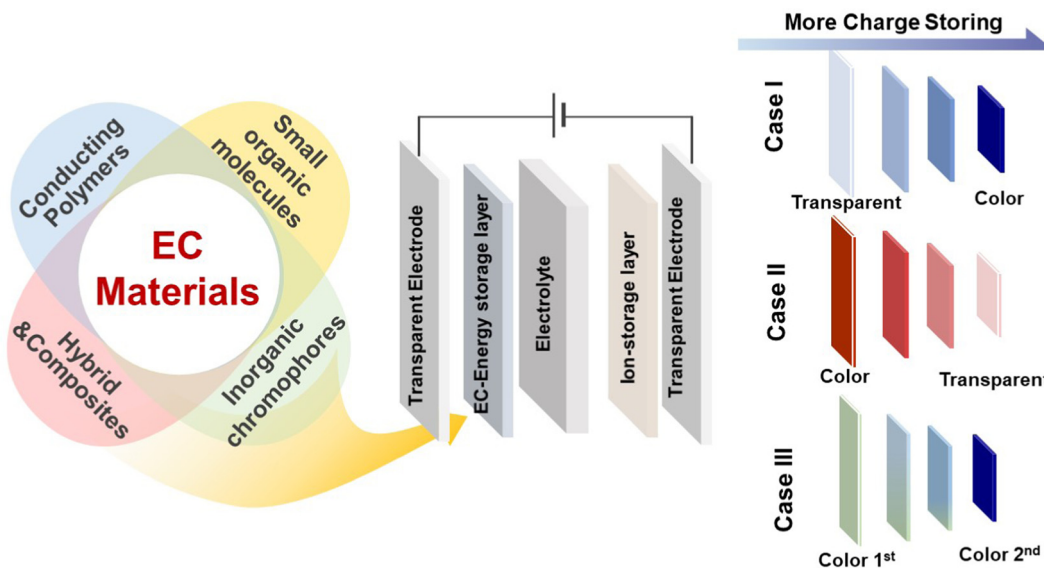 Conducting
Polymers
Small
organic
molecules
EC
Materials
Hybrid
&Composites
Inorganic
chromophores
Transparent Electrode
EC-Energy storage layer
Electrolyte
Ion-storage layer
Transparent Electrode
More Charge Storing
Case I
Transparent
Color
Case II
Color
Transparent
Case III
Color 1st
Color 2nd